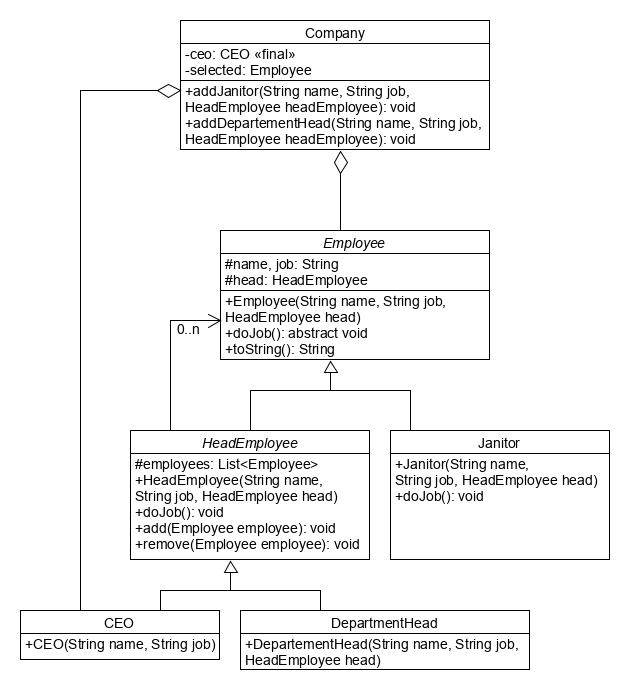 Company
-ceo: CEO «final»
-selected: Employee
+addJanitor(String name, String job,
HeadEmployee headEmployee): void
+addDepartementHead(String name, String job,
HeadEmployee headEmployee): void
Employee
#name, job: String
#head: HeadEmployee
+Employee(String name, String job,
HeadEmployee head)
+doJob(): abstract void
+toString(): String
0..n
HeadEmployee
#employees: List<Employee>
+HeadEmployee(String name,
String job, HeadEmployee head)
+doJob(): void
+add(Employee employee): void
+remove(Employee employee): void
Janitor
+Janitor(String name,
String job, HeadEmployee head)
+doJob(): void
CEO
+CEO(String name, String job)
DepartmentHead
+DepartementHead(String name, String job,
HeadEmployee head)